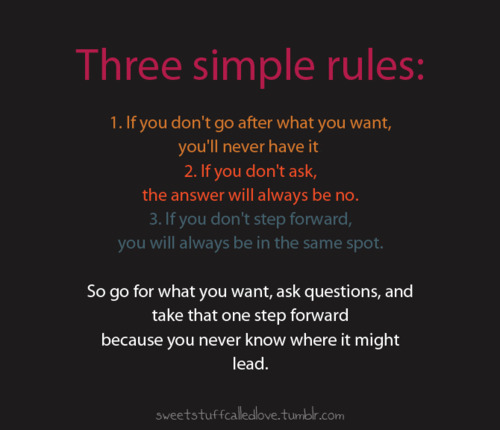 Three simple rules:
1. If you don't go after what you want,
you'll never have it
2. If you don't ask,
the answer will always be no.
3. If you don't step forward,
you will always be in the same spot.
So go for what you want, ask questions, and
take that one step forward
because you never know where it might
lead.
sweetstuffcalledlove.tumblr.com